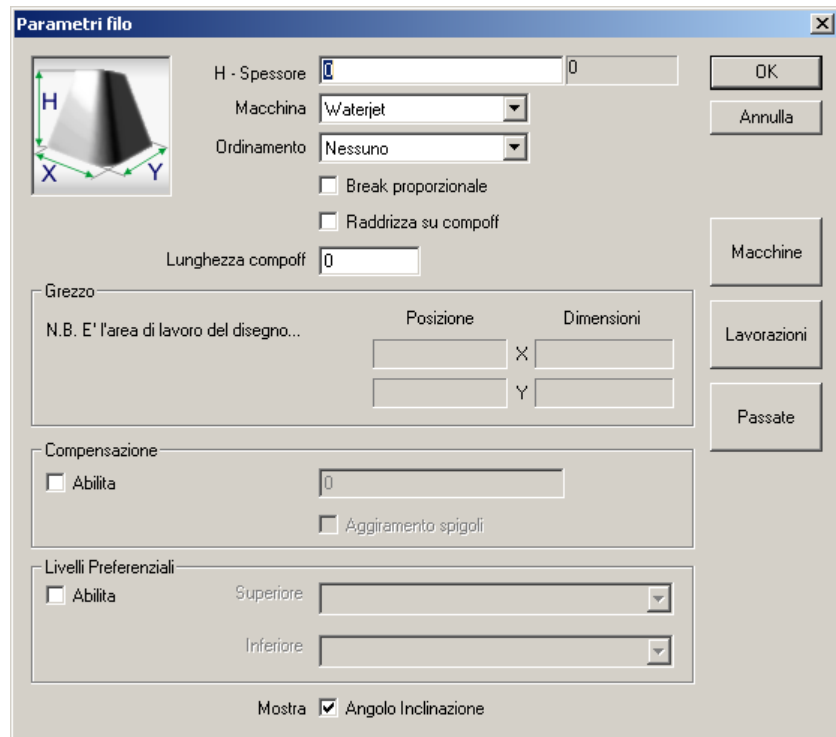 Parametri filo
H
X
Y
H - Spessore 0 0
Macchina Waterjet
Ordinamento Nessuno
Break proporzionale
Raddrizza su compoff
Lunghezza compoff 0
OK
Annulla
Macchine
Lavorazioni
Passate
Grezzo
N.B. E' l'area di lavoro del disegno...
Posizione Dimensioni
X
Y
Compensazione
Abilita 0
Aggiramento spigoli
Livelli Preferenziali
Abilita Superiore
Inferiore
Mostra Angolo Inclinazione